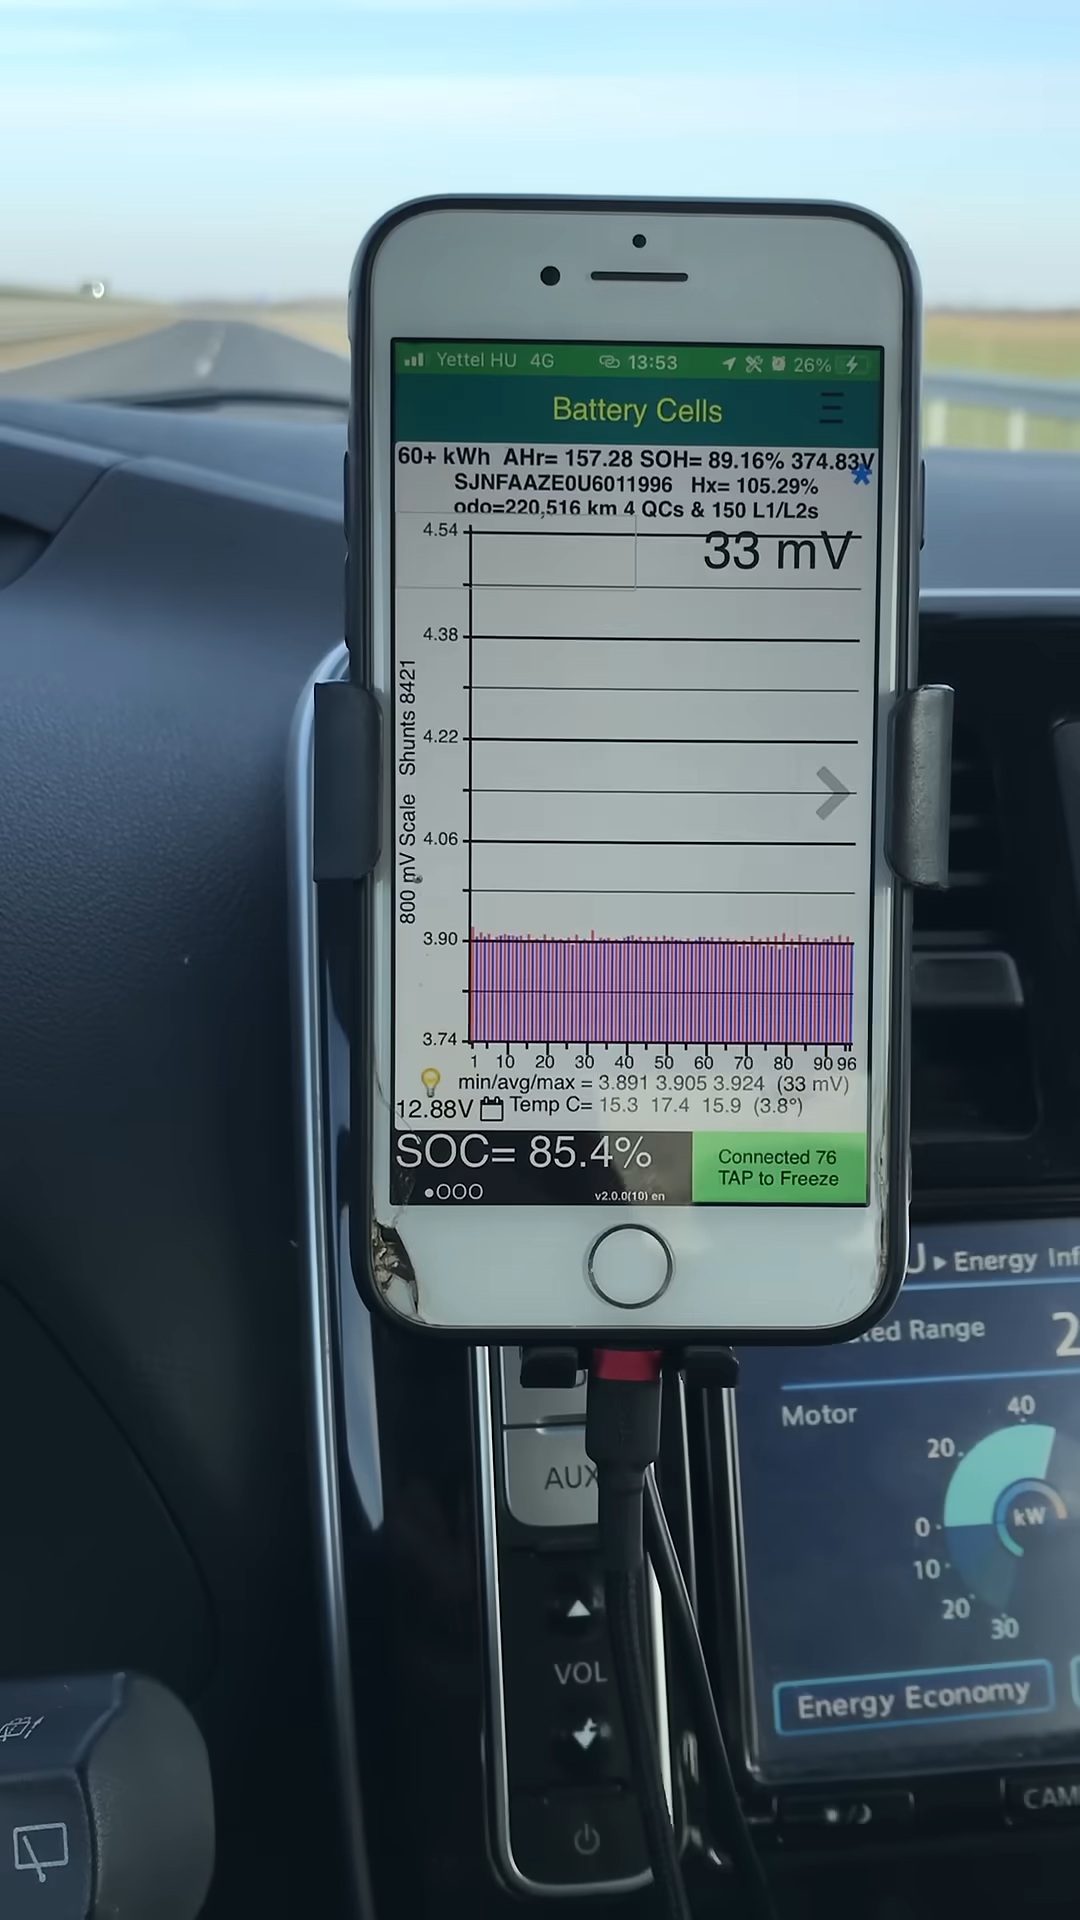 Yettel HU 4G 13:53 26%
Battery Cells
60+ kWh AHr= 157.28 SOH= 89.16% 374.83V
SJNFAAZE0U6011996 Hx= 105.29%
odo=220,516 km 4 QCs & 150 L1/L2s
33 mV
4.54
4.38
4.22
4.06
3.90
3.74
800 mV Scale Shunts 8421
1 10 20 30 40 50 60 70 80 90 96
min/avg/max = 3.891 3.905 3.924 (33 mV)
12.88V Temp C= 15.3 17.4 15.9 (3.8°)
SOC= 85.4%
Connected 76
TAP to Freeze
v2.0.0(10) en
Energy Inf
ted Range 2
Motor
40
20
0
10
20
30
kW
Energy Economy
AUX
VOL
CAM